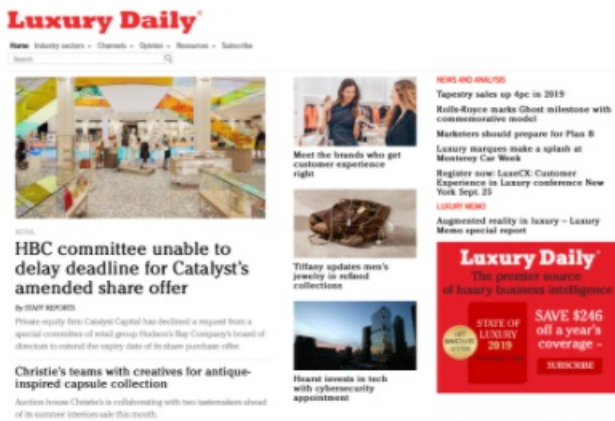 Luxury Daily
Home Industry sectors Channels Opinion Resources Subscribe
Search
RETAIL
HBC committee unable to
delay deadline for Catalyst's
amended share offer
By STAFF REPORTS
Private equity firm Catalyst Capital has declined a request from a
special committee of retail group Hudson's Bay Company's board of
directors to extend the expiry date of its share purchase offer.
Christie's teams with creatives for antique-
inspired capsule collection
Auction house Christie's is collaborating with two tastemakers ahead
of its summer interiors sale this month.
Meet the brands who get
customer experience
right
Tiffany updates men's
jewelry in refined
collections
Hearst invests in tech
with cybersecurity
appointment
NEWS AND ANALYSIS
Tapestry sales up 4pc in 2019
Rolls-Royce marks Ghost milestone with
commemorative model
Marketers should prepare for Plan B
Luxury marques make a splash at
Monterey Car Week
Register now: LuxeCX: Customer
Experience in Luxury conference New
York Sept. 25
LUXURY MEMO
Augmented reality in luxury – Luxury
Memo special report
Luxury Daily
The premier source
of luxury business intelligence
GET
IMMEDIATE
ACCESS
STATE OF
LUXURY
2019
SAVE $246
off a year's
coverage –
SUBSCRIBE